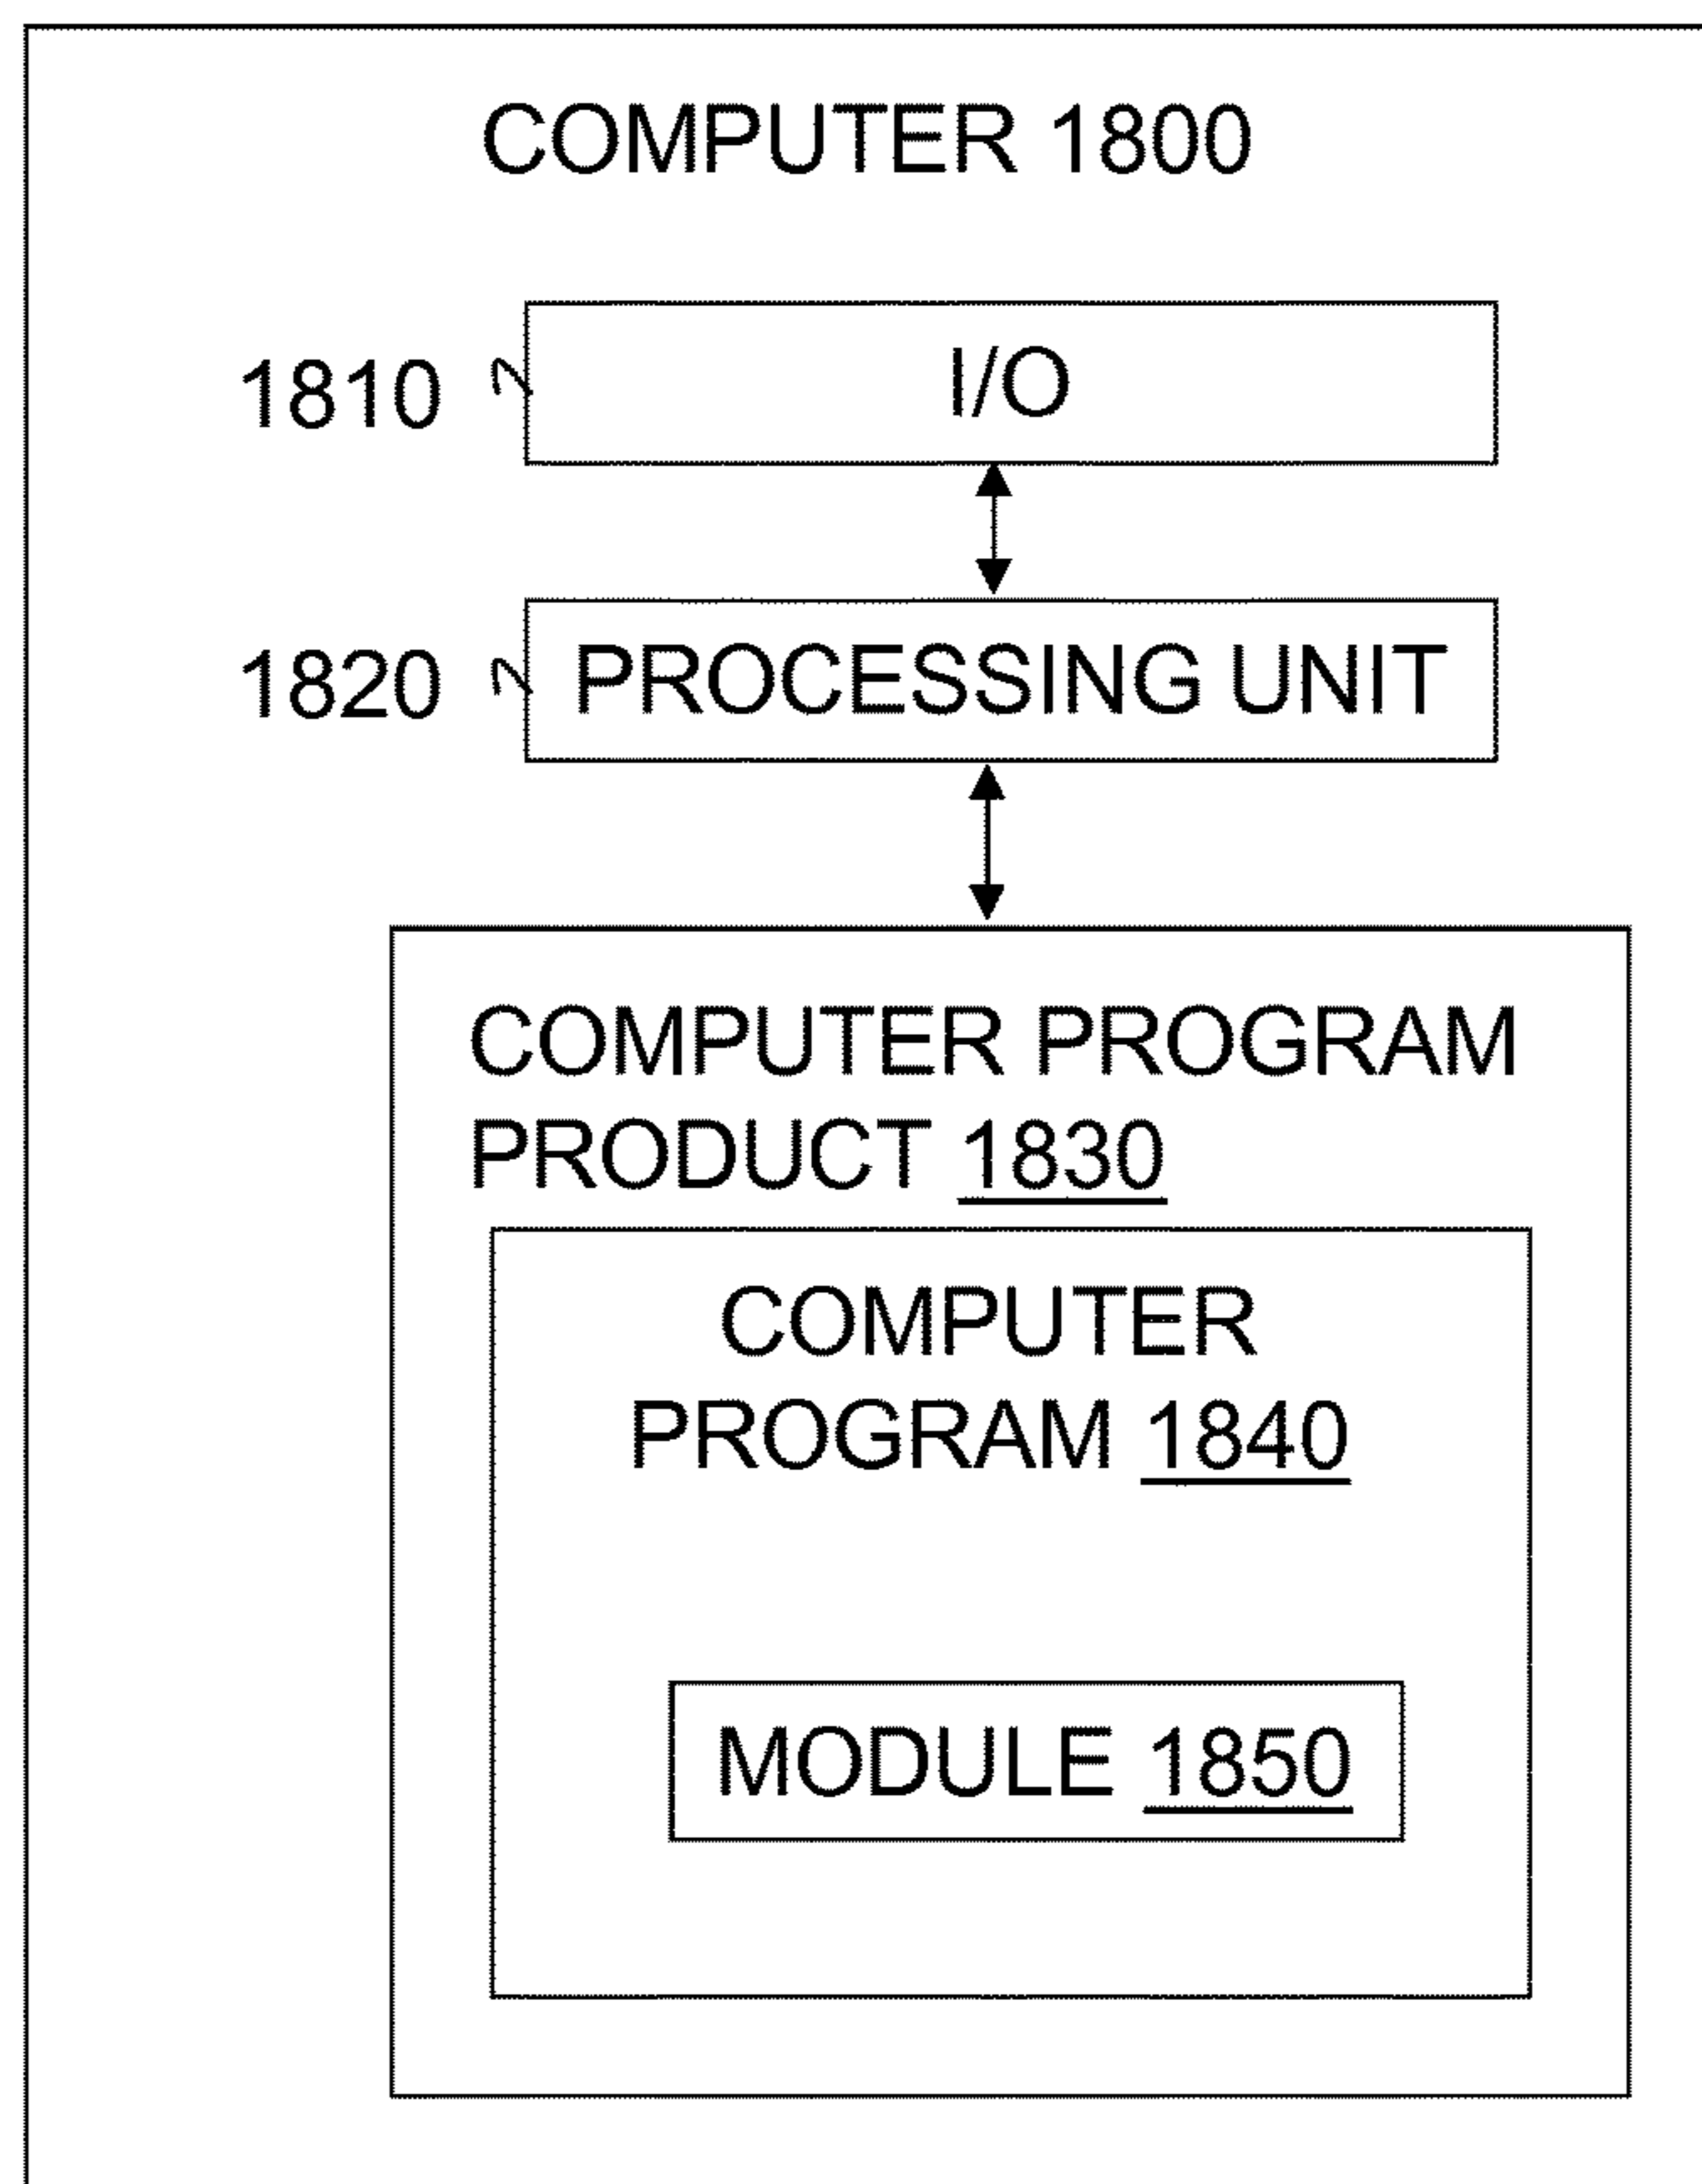 COMPUTER 1800
1810
I/O
1820
PROCESSING UNIT
COMPUTER PROGRAM
PRODUCT 1830
COMPUTER
PROGRAM 1840
MODULE 1850